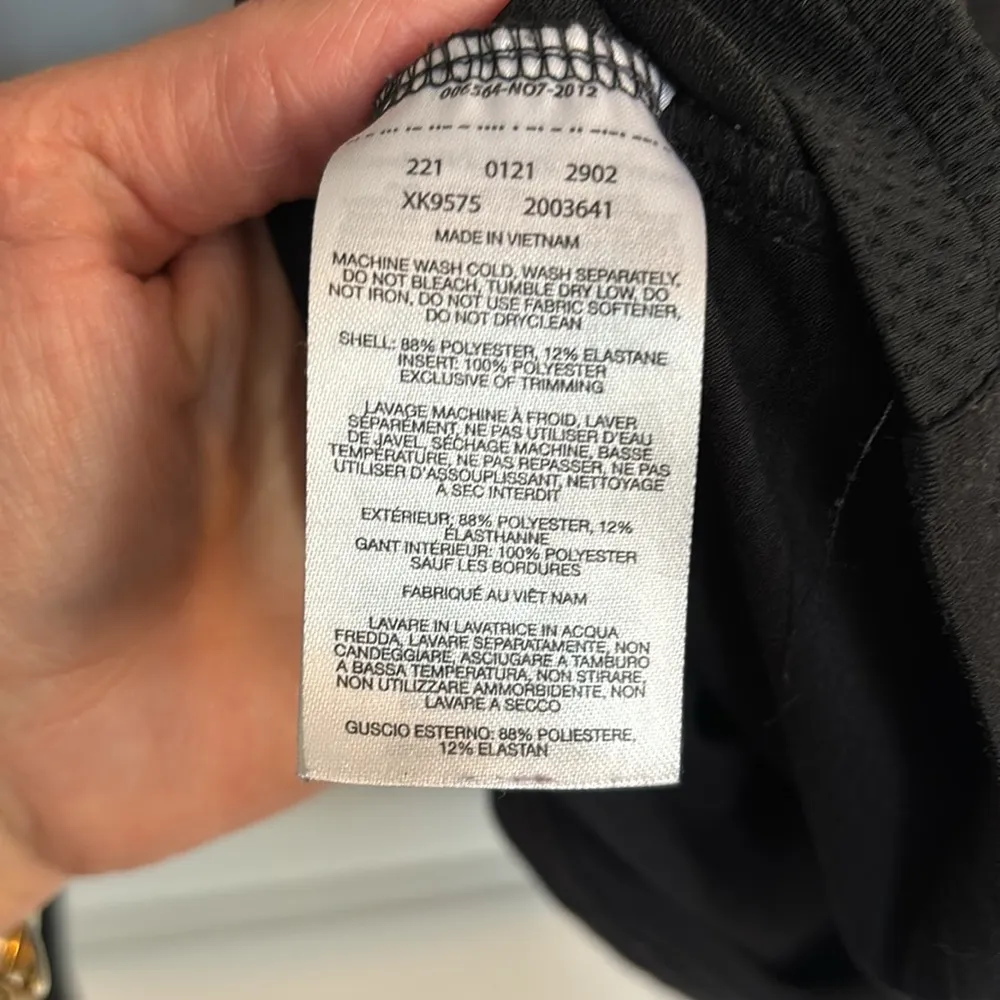 006564-NO7-2012
221 0121 2902
XK9575 2003641
MADE IN VIETNAM
MACHINE WASH COLD, WASH SEPARATELY,
DO NOT BLEACH, TUMBLE DRY LOW, DO
NOT IRON, DO NOT USE FABRIC SOFTENER,
DO NOT DRYCLEAN
SHELL: 88% POLYESTER, 12% ELASTANE
INSERT: 100% POLYESTER
EXCLUSIVE OF TRIMMING
LAVAGE MACHINE À FROID, LAVER
SÉPARÉMENT, NE PAS UTILISER D'EAU
DE JAVEL, SÉCHAGE MACHINE, BASSE
TEMPÉRATURE, NE PAS REPASSER, NE PAS
UTILISER D'ASSOUPLISSANT, NETTOYAGE
À SEC INTERDIT
EXTÉRIEUR: 88% POLYESTER, 12%
ÉLASTHANNE
GANT INTÉRIEUR: 100% POLYESTER
SAUF LES BORDURES
FABRIQUÉ AU VIÊT NAM
LAVARE IN LAVATRICE IN ACQUA
FREDDA, LAVARE SEPARATAMENTE, NON
CANDEGGIARE, ASCIUGARE A TAMBURO
A BASSA TEMPERATURA, NON STIRARE,
NON UTILIZZARE AMMORBIDENTE, NON
LAVARE A SECCO
GUSCIO ESTERNO: 88% POLIESTERE,
12% ELASTAN